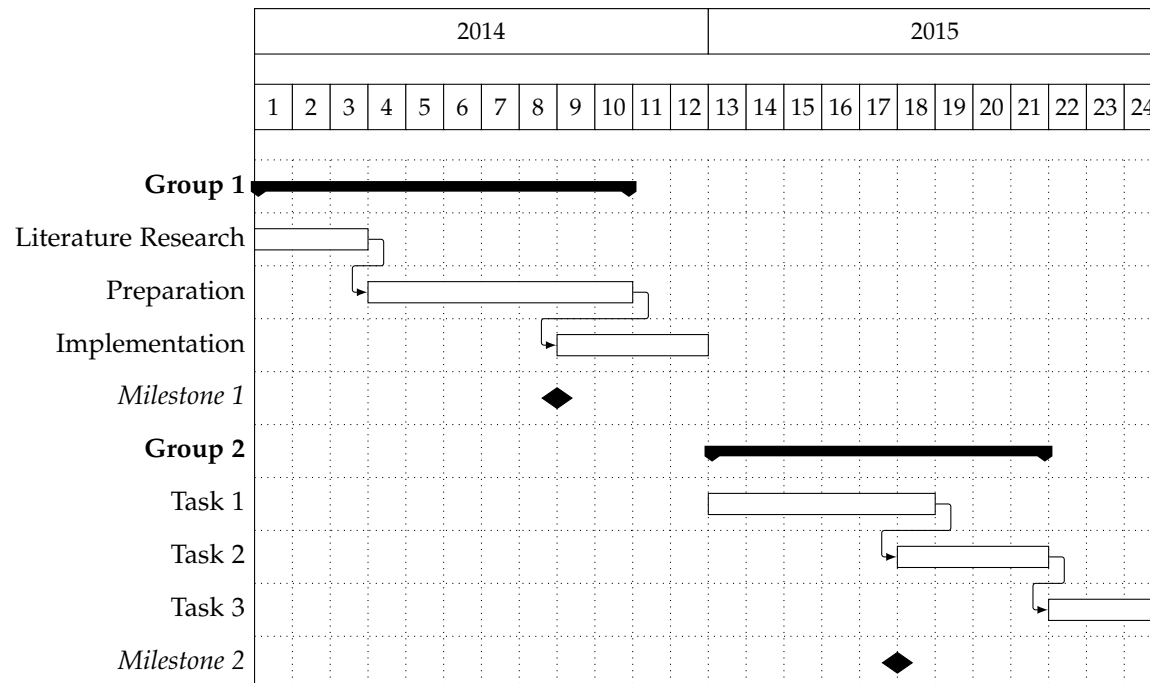 2014 2015
1 2 3 4 5 6 7 8 9 10 11 12 13 14 15 16 17 18 19 20 21 22 23 24
Group 1
Literature Research
Preparation
Implementation
Milestone 1
Group 2
Task 1
Task 2
Task 3
Milestone 2